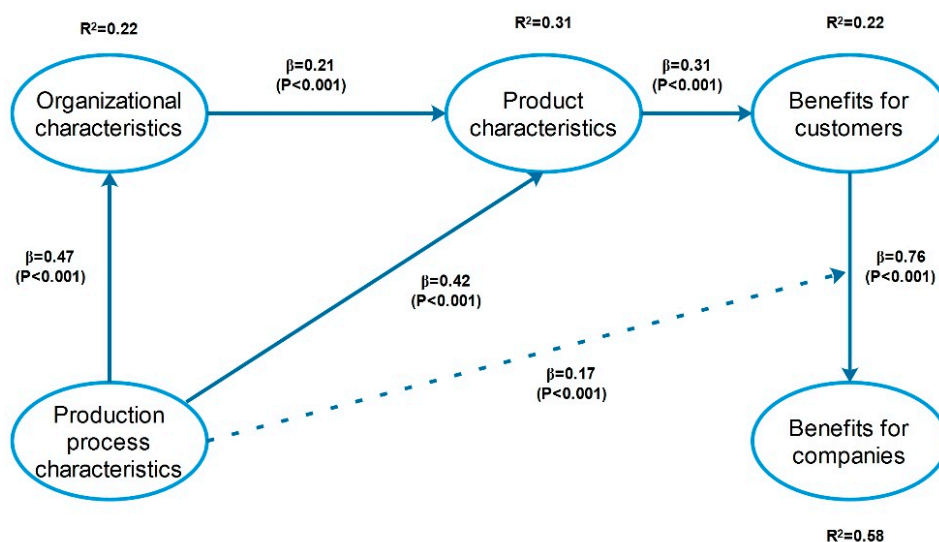 R²=0.22
R²=0.31
R²=0.22
Organizational
characteristics
β=0.21
(P<0.001)
Product
characteristics
β=0.31
(P<0.001)
Benefits for
customers
β=0.47
(P<0.001)
β=0.42
(P<0.001)
β=0.76
(P<0.001)
β=0.17
(P<0.001)
Production
process
characteristics
Benefits for
companies
R²=0.58